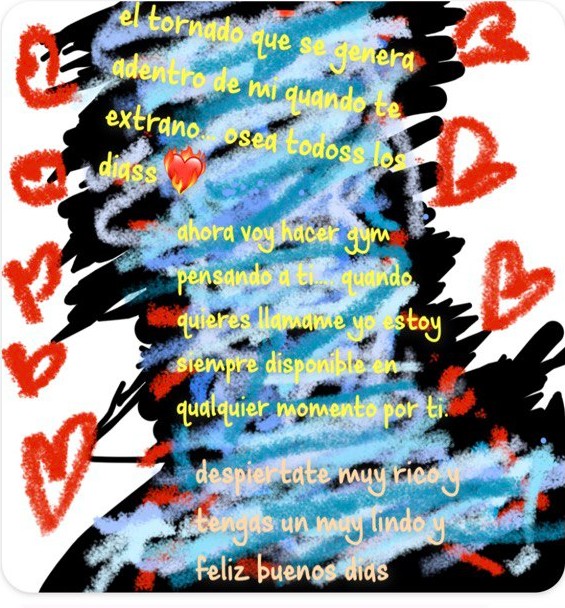 el tornado que se genera
adentro de mi quando te
extrano... osea todoss los
diass ❤️‍🔥
ahora voy hacer gym
pensando a ti.... quando
quieres llamame yo estoy
siempre disponible en
qualquier momento por ti.
despiertate muy rico y
tengas un muy lindo y
feliz buenos dias